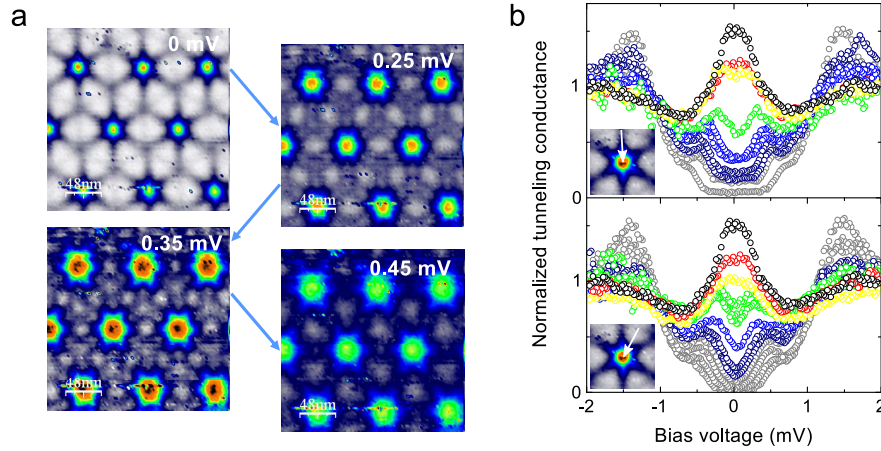 a
0 mV
48nm
0.25 mV
48nm
0.35 mV
48nm
0.45 mV
48nm
b
Normalized tunneling conductance
1
0
1
0
-2
-1
0
1
2
Bias voltage (mV)